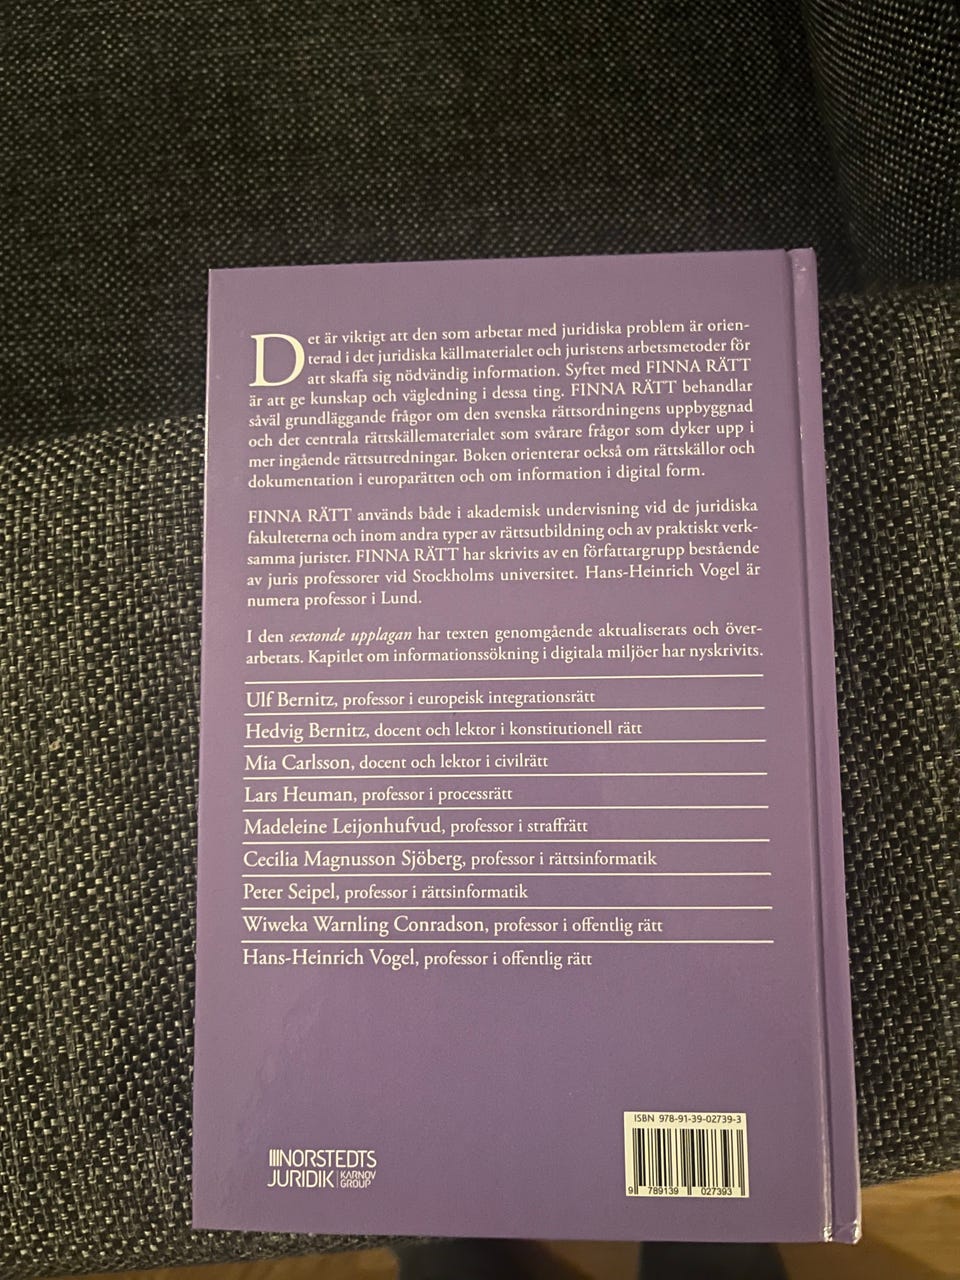 Det är viktigt att den som arbetar med juridiska problem är orien-
terad i det juridiska källmaterialet och juristens arbetsmetoder för
att skaffa sig nödvändig information. Syftet med FINNA RÄTT
är att ge kunskap och vägledning i dessa ting. FINNA RÄTT behandlar
såväl grundläggande frågor om den svenska rättsordningens uppbyggnad
och det centrala rättskällematerialet som svårare frågor som dyker upp i
mer ingående rättsutredningar. Boken orienterar också om rättskällor och
dokumentation i europarätten och om information i digital form.
FINNA RÄTT används både i akademisk undervisning vid de juridiska
fakulteterna och inom andra typer av rättsutbildning och av praktiskt verk-
samma jurister. FINNA RÄTT har skrivits av en författargrupp bestående
av juris professorer vid Stockholms universitet. Hans-Heinrich Vogel är
numera professor i Lund.
I den sextonde upplagan har texten genomgående aktualiserats och över-
arbetats. Kapitlet om informationssökning i digitala miljöer har nyskrivits.
Ulf Bernitz, professor i europeisk integrationsrätt
Hedvig Bernitz, docent och lektor i konstitutionell rätt
Mia Carlsson, docent och lektor i civilrätt
Lars Heuman, professor i processrätt
Madeleine Leijonhufvud, professor i straffrätt
Cecilia Magnusson Sjöberg, professor i rättsinformatik
Peter Seipel, professor i rättsinformatik
Wiweka Warnling Conradson, professor i offentlig rätt
Hans-Heinrich Vogel, professor i offentlig rätt
ISBN 978-91-39-02739-3
9 789139 027393
NORSTEDTS
JURIDIK KARNOV
GROUP